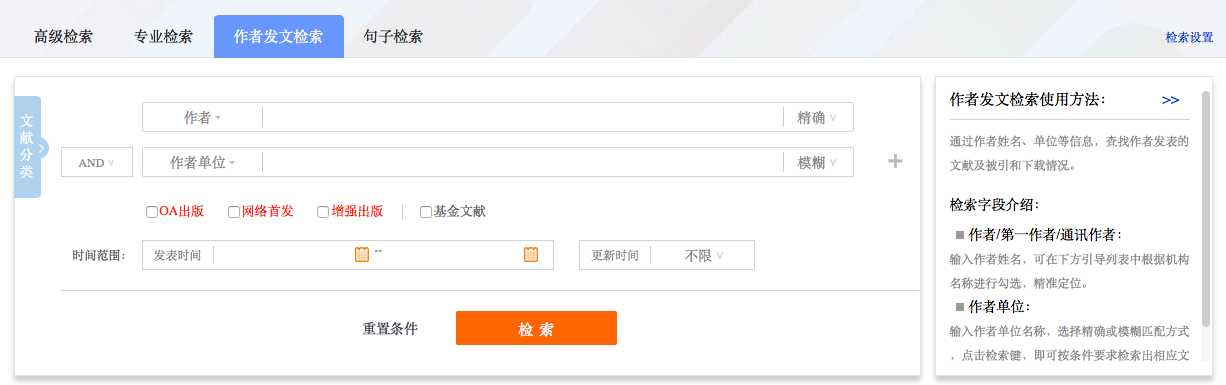 高级检索 专业检索 作者发文检索 句子检索 检索设置
文献分类
作者 精确
AND 作者单位 模糊
OA出版 网络首发 增强出版 基金文献
时间范围： 发表时间 -- 更新时间 不限
重置条件 检 索
作者发文检索使用方法： >>
通过作者姓名、单位等信息，查找作者发表的
文献及被引和下载情况。
检索字段介绍：
作者/第一作者/通讯作者：
输入作者姓名，可在下方引导列表中根据机构
名称进行勾选，精准定位。
作者单位：
输入作者单位名称，选择精确或模糊匹配方式
，点击检索键，即可按条件要求检索出相应文